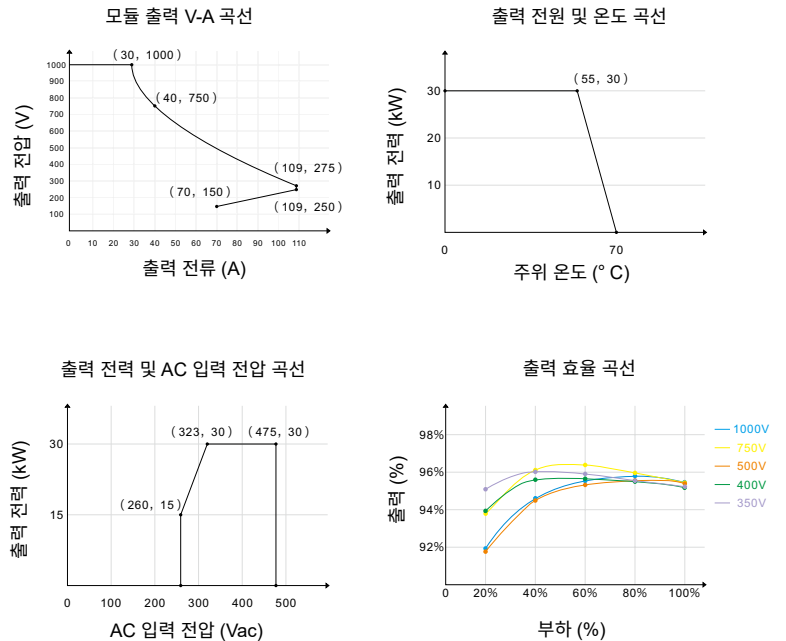 모듈 출력 V-A 곡선
출력 전압 (V)
1000
900
800
700
600
500
400
300
200
100
(30, 1000)
(40, 750)
(109, 275)
(70, 150)
(109, 250)
0 10 20 30 40 50 60 70 80 90 100 110
출력 전류 (A)
출력 전원 및 온도 곡선
출력 전력 (kW)
30
20
10
(55, 30)
0 70
주위 온도 (° C)
출력 전력 및 AC 입력 전압 곡선
출력 전력 (kW)
30
15
(323, 30) (475, 30)
(260, 15)
0 100 200 300 400 500
AC 입력 전압 (Vac)
출력 효율 곡선
출력 (%)
98%
96%
94%
92%
0 20% 40% 60% 80% 100%
부하 (%)
1000V
750V
500V
400V
350V